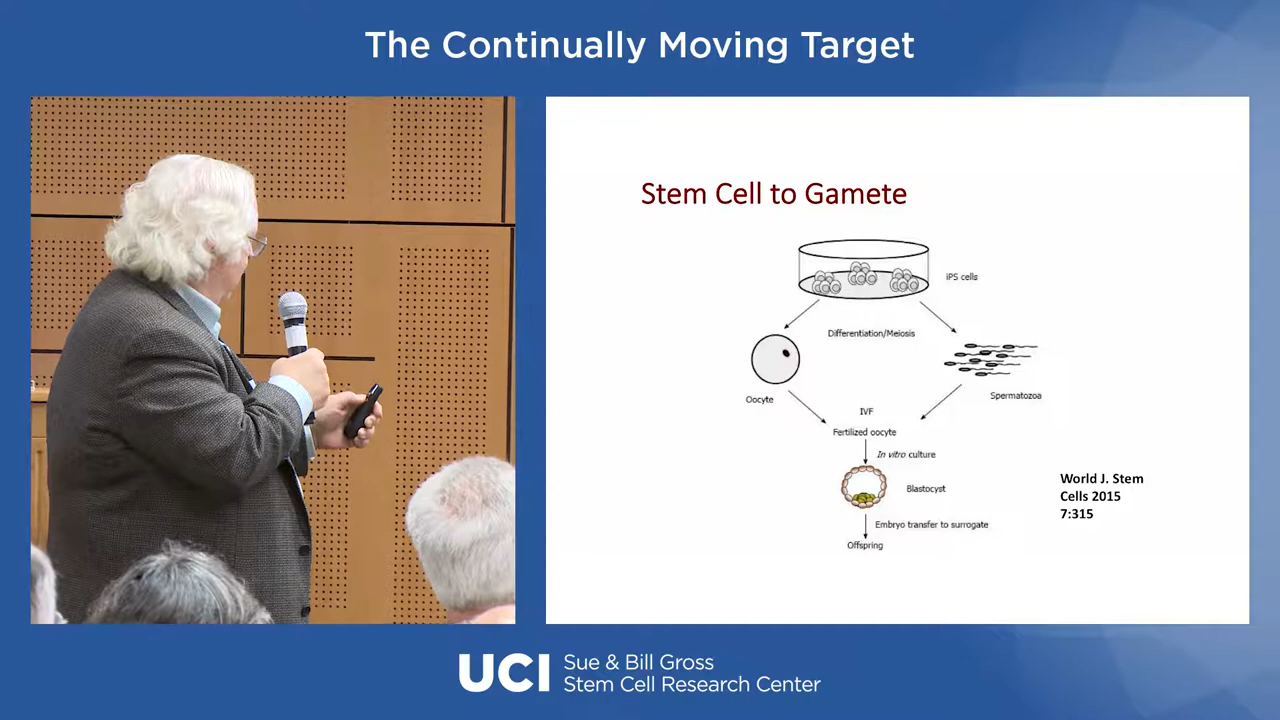 The Continually Moving Target
Stem Cell to Gamete
iPS cells
Differentiation/Meiosis
Oocyte
Spermatozoa
IVF
Fertilized oocyte
In vitro culture
Blastocyst
Embryo transfer to surrogate
Offspring
World J. Stem
Cells 2015
7:315
UCI
Sue & Bill Gross
Stem Cell Research Center